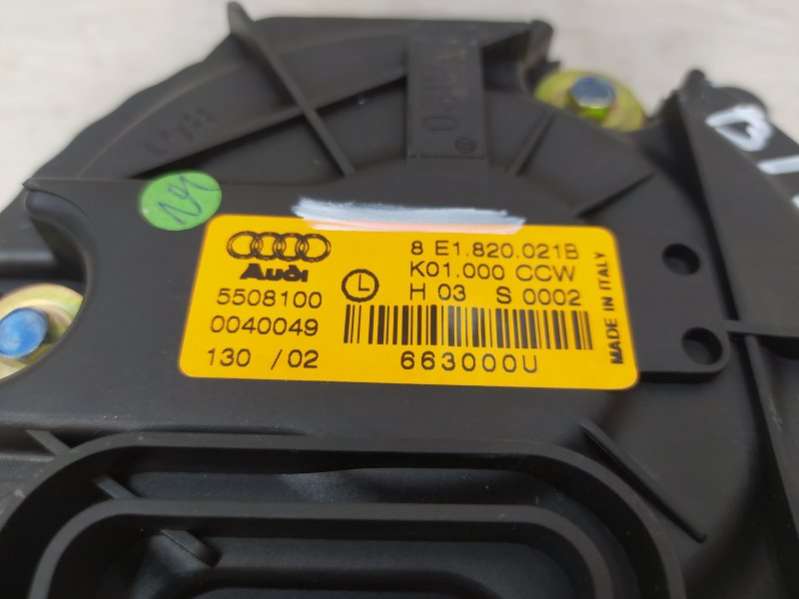 Audi
8 E1.820.021B
K01.000 CCW
5508100
H 03 S 0002
0040049
130 /02
663000U
MADE IN ITALY